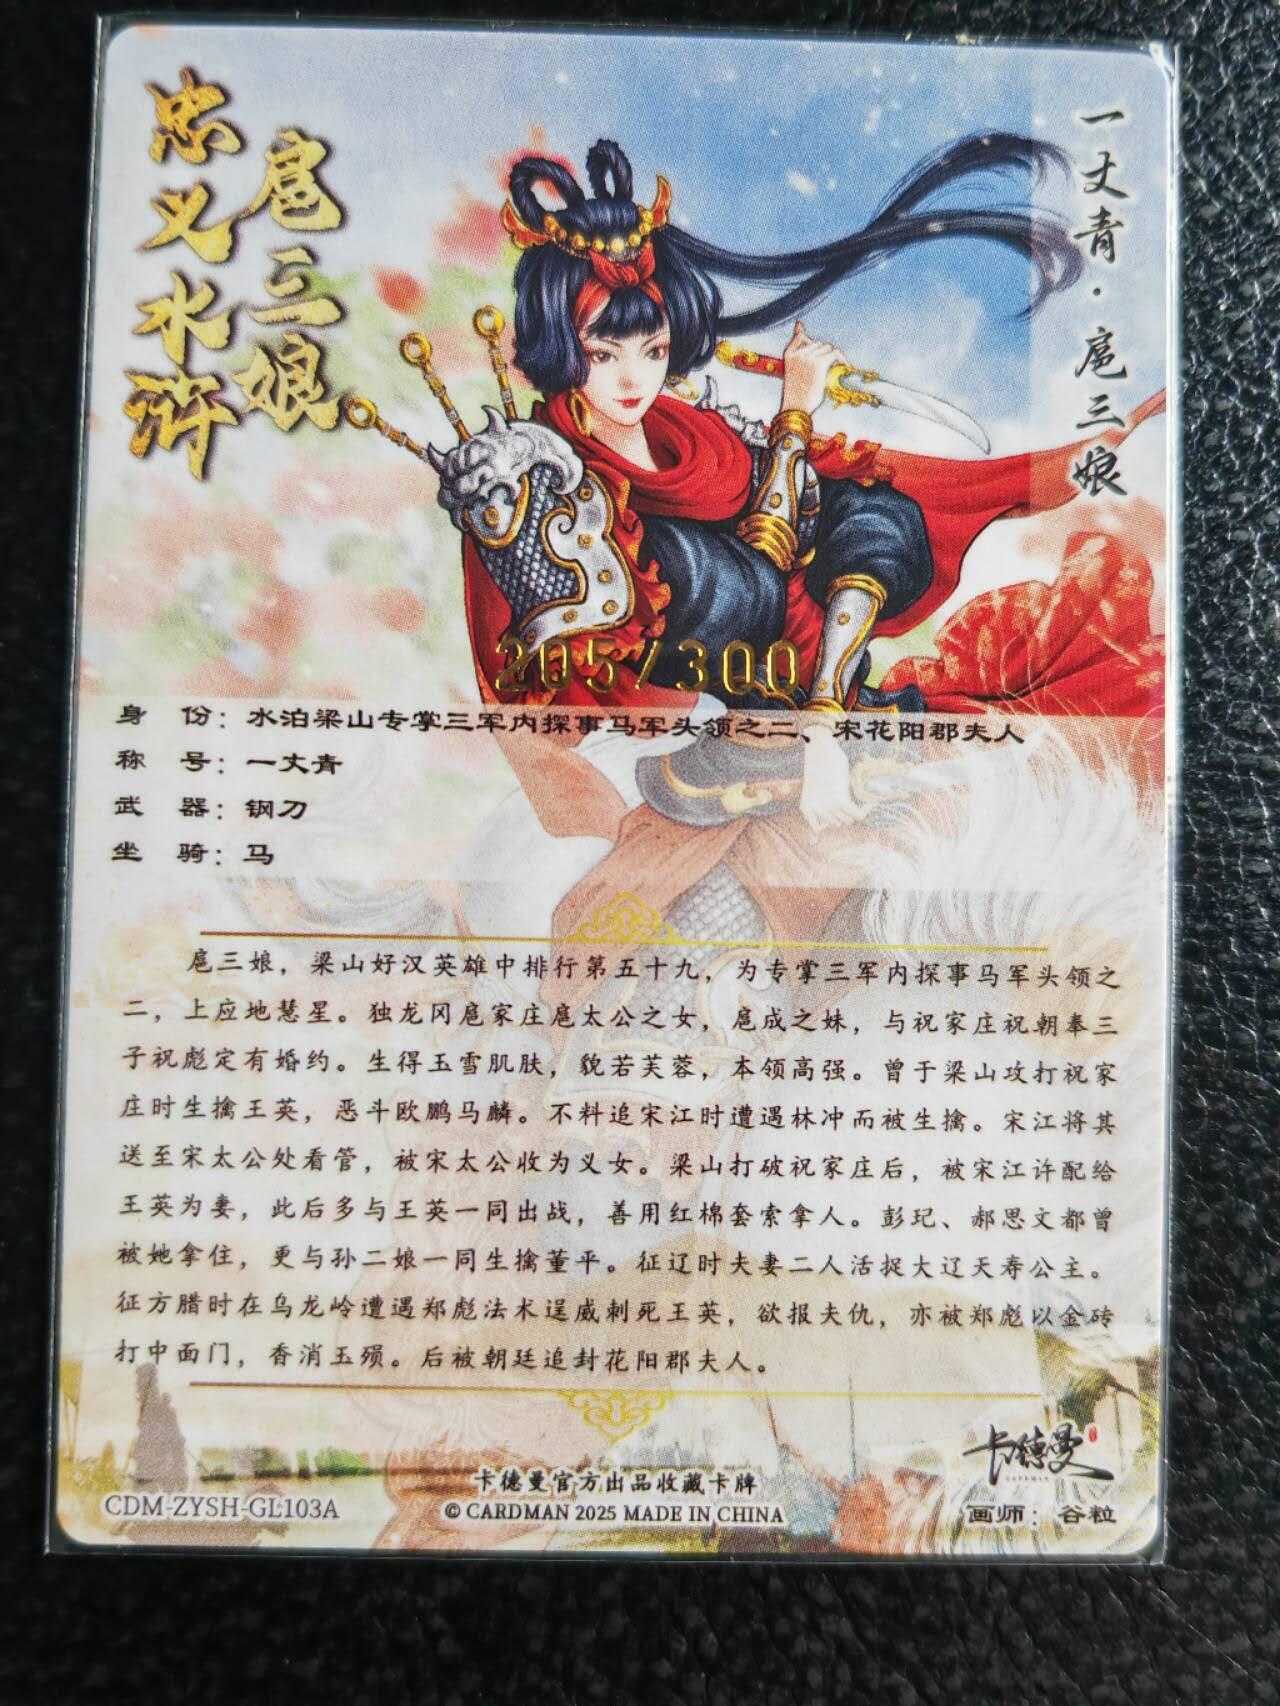 忠义水浒
扈三娘
一丈青·扈三娘
205/300
身 份：水泊梁山专掌三军内探事马军头领之二、宋花阳郡夫人
称 号：一丈青
武 器：钢刀
坐 骑：马
扈三娘，梁山好汉英雄中排行第五十九，为专掌三军内探事马军头领之
二，上应地慧星。独龙冈扈家庄扈太公之女，扈成之妹，与祝家庄祝朝奉三
子祝彪定有婚约。生得玉雪肌肤，貌若芙蓉，本领高强。曾于梁山攻打祝家
庄时生擒王英，恶斗欧鹏马麟。不料追宋江时遭遇林冲而被生擒。宋江将其
送至宋太公处看管，被宋太公收为义女。梁山打破祝家庄后，被宋江许配给
王英为妻，此后多与王英一同出战，善用红棉套索拿人。彭玘、郝思文都曾
被她拿住，更与孙二娘一同生擒董平。征辽时夫妻二人活捉大辽天寿公主。
征方腊时在乌龙岭遭遇郑彪法术逞威刺死王英，欲报夫仇，亦被郑彪以金砖
打中面门，香消玉殒。后被朝廷追封花阳郡夫人。
卡德曼
CARDMAN
卡德曼官方出品收藏卡牌
CDM-ZYSH-GL103A
© CARDMAN 2025 MADE IN CHINA
画师：谷粒